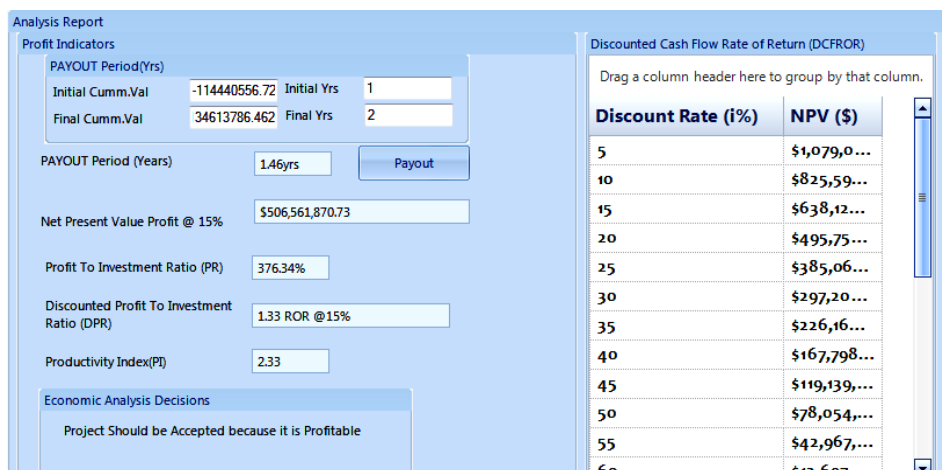 Analysis Report
Profit Indicators
PAYOUT Period(Yrs)
Initial Cumm.Val -114440556.72 Initial Yrs 1
Final Cumm.Val 34613786.462 Final Yrs 2
PAYOUT Period (Years) 1.46yrs Payout
Net Present Value Profit @ 15% $506,561,870.73
Profit To Investment Ratio (PR) 376.34%
Discounted Profit To Investment
Ratio (DPR) 1.33 ROR @15%
Productivity Index(PI) 2.33
Economic Analysis Decisions
Project Should be Accepted because it is Profitable
Discounted Cash Flow Rate of Return (DCFROR)
Drag a column header here to group by that column.
Discount Rate (i%) NPV ($)
5 $1,079,0...
10 $825,59...
15 $638,12...
20 $495,75...
25 $385,06...
30 $297,20...
35 $226,16...
40 $167,798...
45 $119,139,...
50 $78,054,...
55 $42,967,...